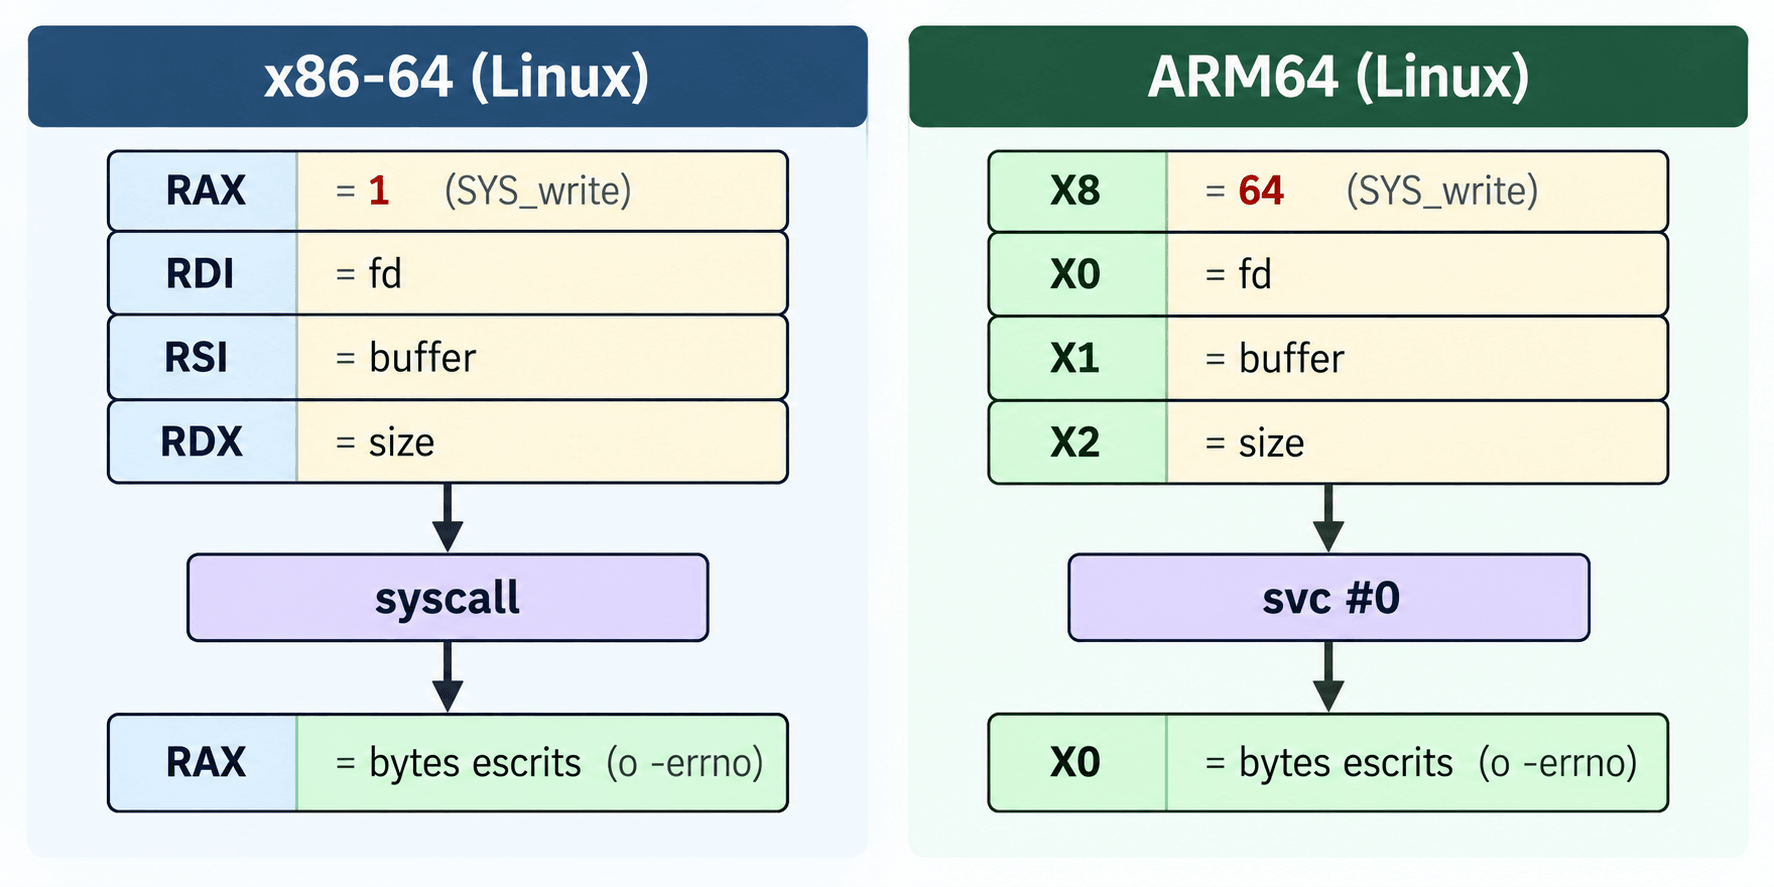 x86-64 (Linux)
RAX = 1 (SYS_write)
RDI = fd
RSI = buffer
RDX = size
syscall
RAX = bytes escrits (o -errno)
ARM64 (Linux)
X8 = 64 (SYS_write)
X0 = fd
X1 = buffer
X2 = size
svc #0
X0 = bytes escrits (o -errno)